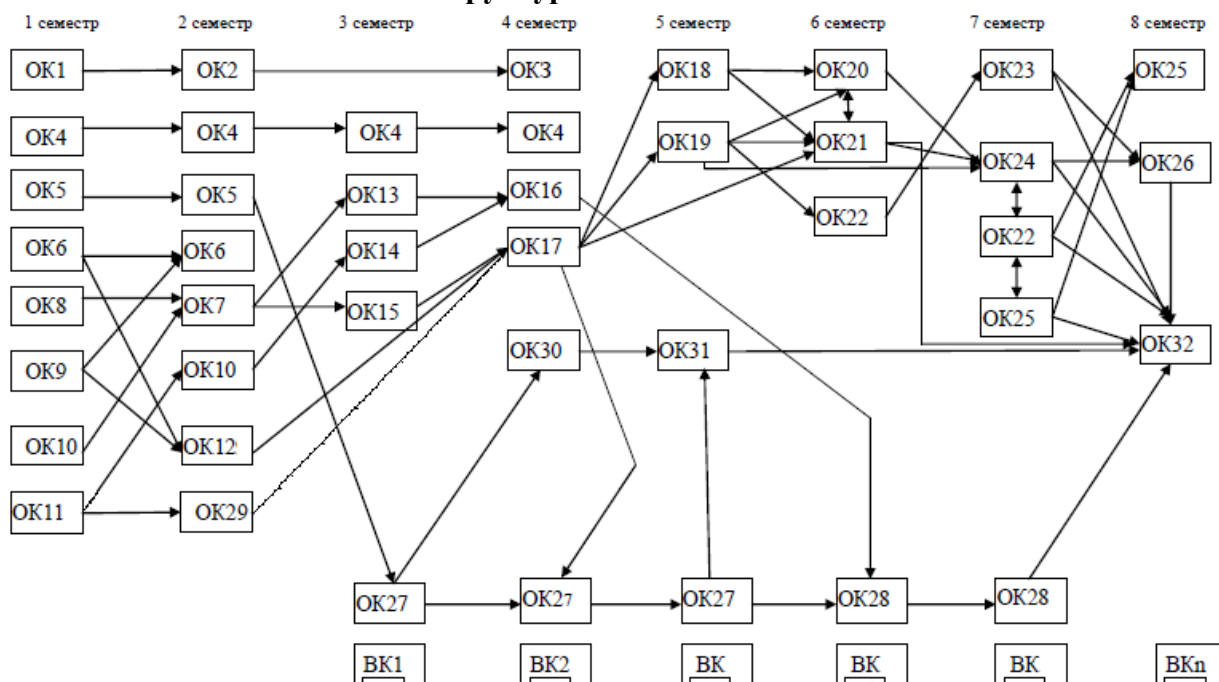 1 семестр 2 семестр 3 семестр 4 семестр 5 семестр 6 семестр 7 семестр 8 семестр
ОК1 ОК2 ОК3 ОК18 ОК20 ОК23 ОК25
ОК4 ОК4 ОК4 ОК4 ОК19 ОК21 ОК24 ОК26
ОК5 ОК5 ОК13 ОК16 ОК22
ОК6 ОК6 ОК14 ОК17 ОК22
ОК8 ОК7 ОК15 ОК25
ОК9 ОК10 ОК30 ОК31 ОК32
ОК10 ОК12
ОК11 ОК29
ОК27 ОК27 ОК27 ОК28 ОК28
ВК1 ВК2 ВК ВК ВК ВКn